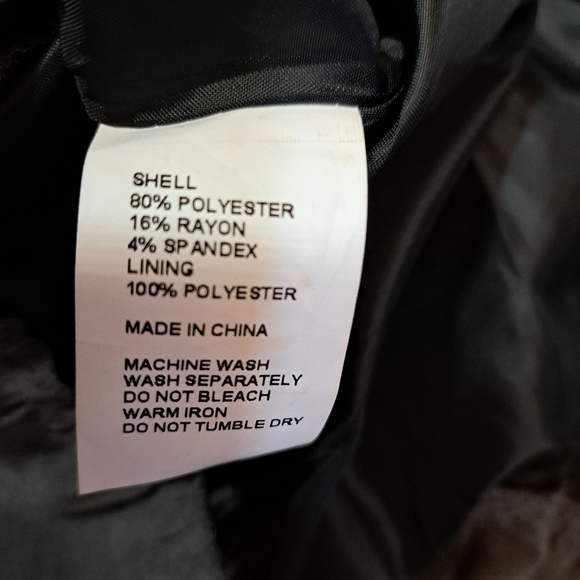 SHELL
80% POLYESTER
16% RAYON
4% SPANDEX
LINING
100% POLYESTER
MADE IN CHINA
MACHINE WASH
WASH SEPARATELY
DO NOT BLEACH
WARM IRON
DO NOT TUMBLE DRY